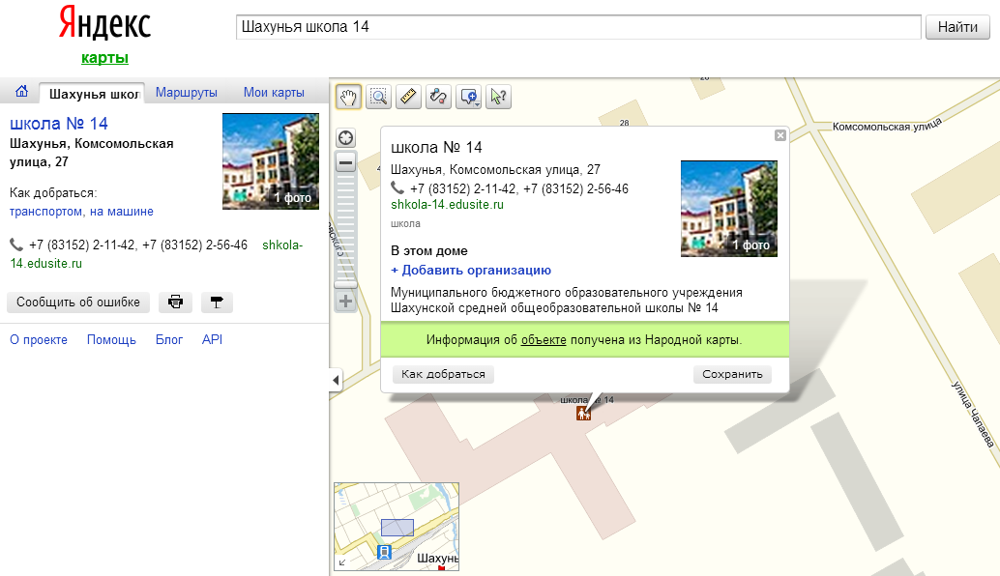 Яндекс
карты
Шахунья школа 14
Найти
Шахунья школ
Маршруты
Мои карты
школа № 14
Шахунья, Комсомольская
улица, 27
1 фото
Как добраться:
транспортом, на машине
+7 (83152) 2-11-42, +7 (83152) 2-56-46 shkola-
14.edusite.ru
Сообщить об ошибке
О проекте Помощь Блог API
28
Комсомольская улица
школа № 14
Шахунья, Комсомольская улица, 27
+7 (83152) 2-11-42, +7 (83152) 2-56-46
shkola-14.edusite.ru
школа
1 фото
В этом доме
+ Добавить организацию
Муниципального бюджетного образовательного учреждения
Шахунской средней общеобразовательной школы № 14
Информация об объекте получена из Народной карты.
Как добраться
Сохранить
школа № 14
улица Чапаева
Шахунь